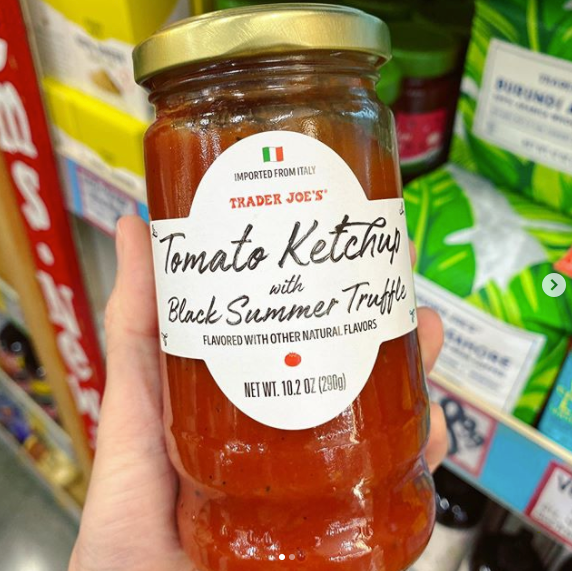 IMPORTED FROM ITALY
TRADER JOE'S
Tomato Ketchup
with
Black Summer Truffle
FLAVORED WITH OTHER NATURAL FLAVORS
NET WT. 10.2 OZ (290g)
BURUNDI